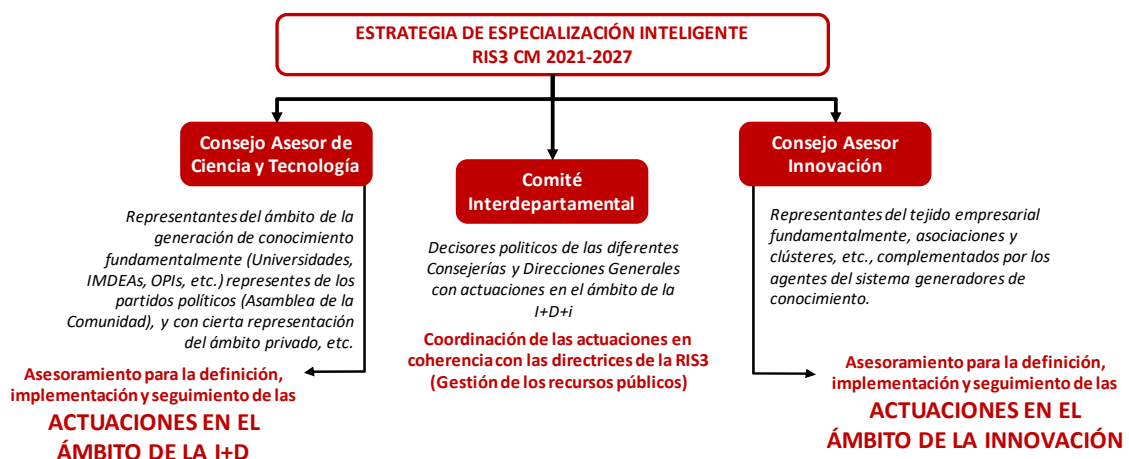 ESTRATEGIA DE ESPECIALIZACIÓN INTELIGENTE
RIS3 CM 2021-2027
Consejo Asesor de
Ciencia y Tecnología
Representantes del ámbito de la
generación de conocimiento
fundamentalmente (Universidades,
IMDEAs, OPIs, etc.) represententes de los
partidos políticos (Asamblea de la
Comunidad), y con cierta representación
del ámbito privado, etc.
Asesoramiento para la definición,
implementación y seguimiento de las
ACTUACIONES EN EL
ÁMBITO DE LA I+D
Comité
Interdepartamental
Decisores politicos de las diferentes
Consejerías y Direcciones Generales
con actuaciones en el ámbito de la
I+D+i
Coordinación de las actuaciones en
coherencia con las directrices de la RIS3
(Gestión de los recursos públicos)
Consejo Asesor
Innovación
Representantes del tejido empresarial
fundamentalmente, asociaciones y
clústeres, etc., complementados por los
agentes del sistema generadores de
conocimiento.
Asesoramiento para la definición,
implementación y seguimiento de las
ACTUACIONES EN EL
ÁMBITO DE LA INNOVACIÓN